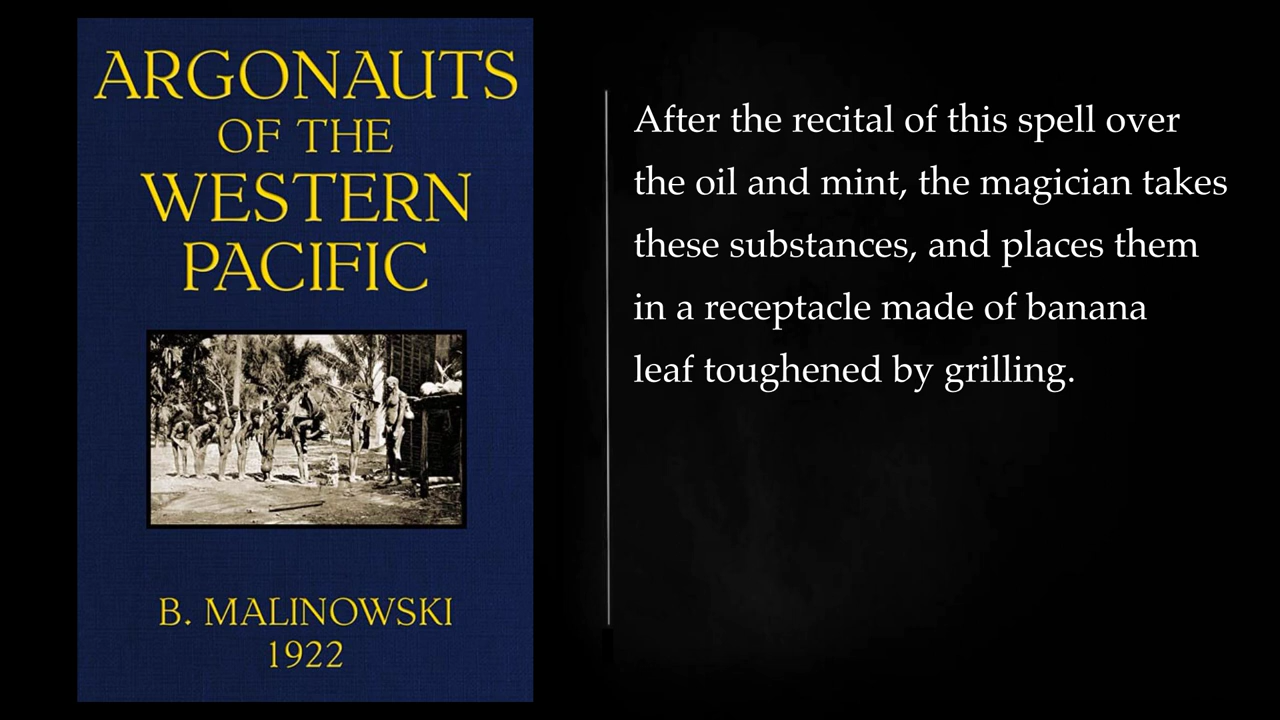 ARGONAUTS
OF THE
WESTERN
PACIFIC
B. MALINOWSKI
1922
After the recital of this spell over
the oil and mint, the magician takes
these substances, and places them
in a receptacle made of banana
leaf toughened by grilling.